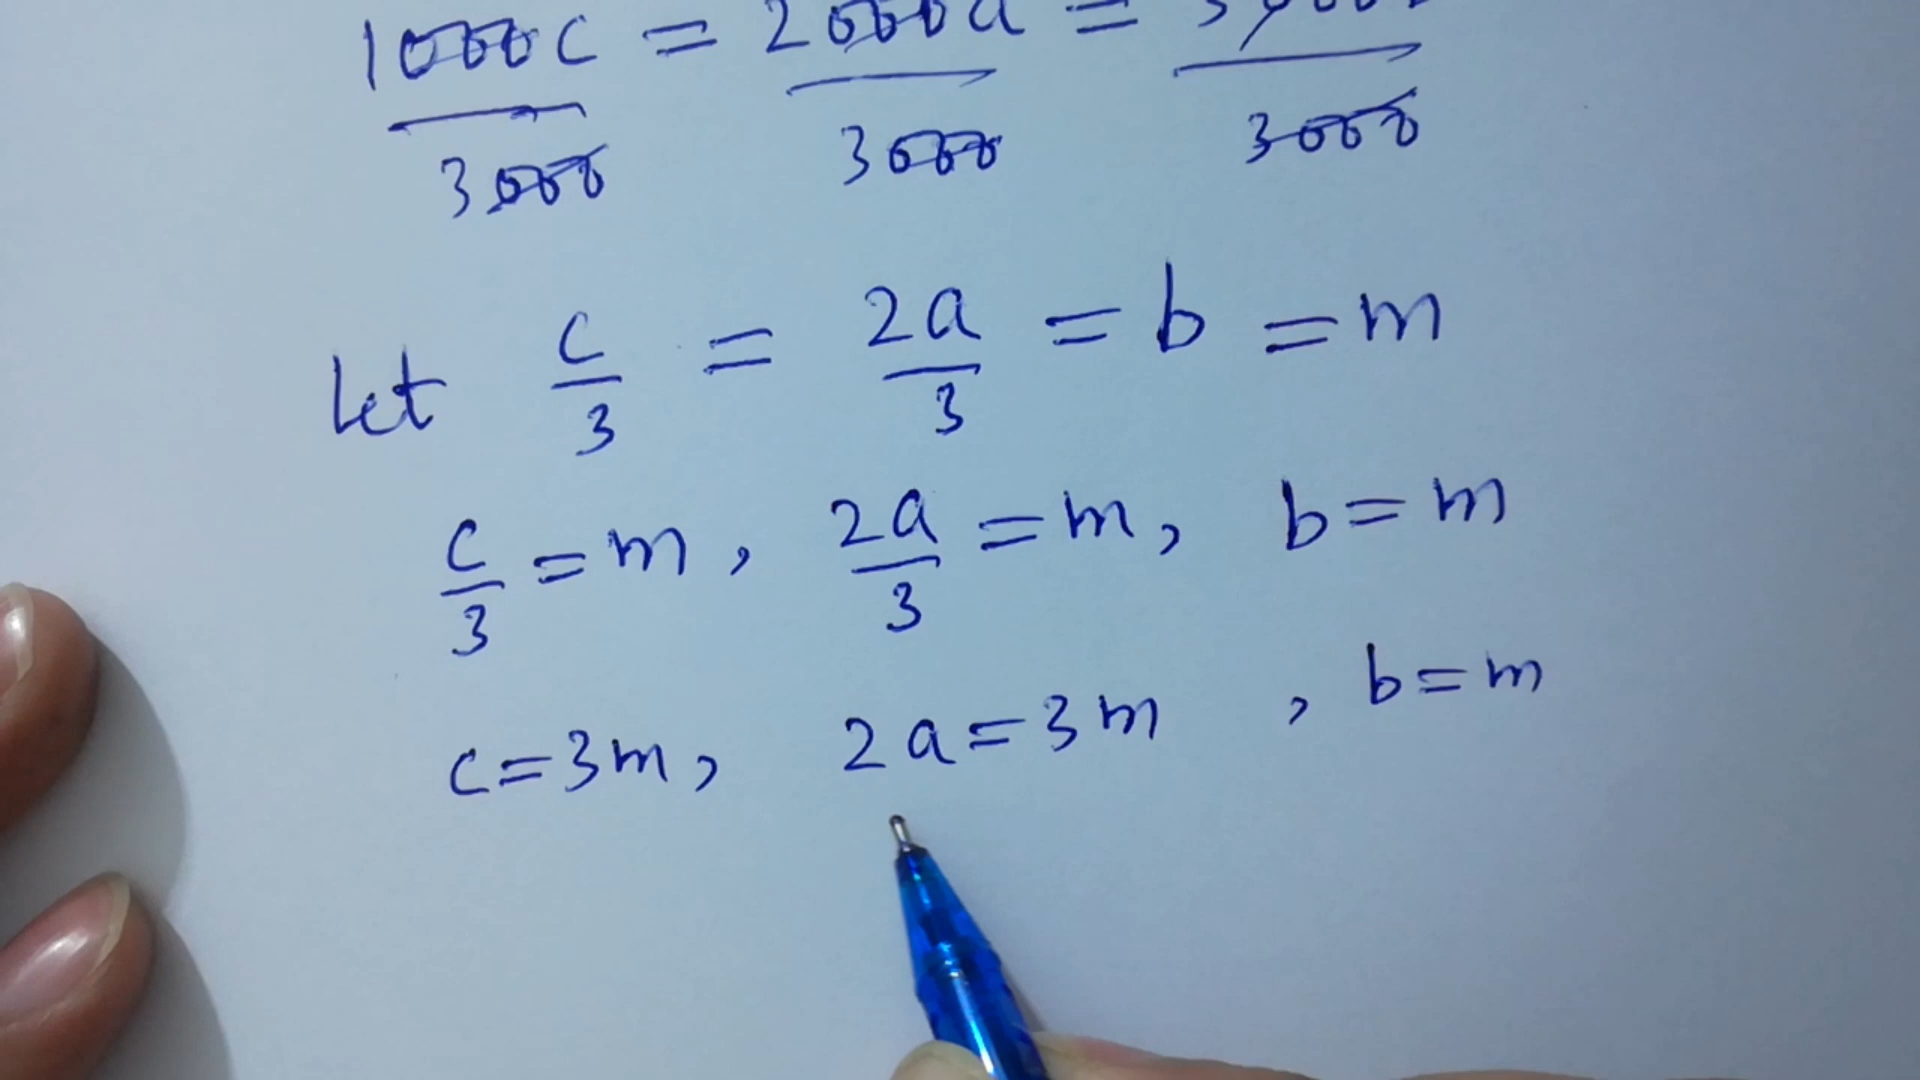 1000c = 2000a =
3000 3000 3000
Let c/3 = 2a/3 = b = m
c/3 = m, 2a/3 = m, b = m
c = 3m, 2a = 3m, b = m